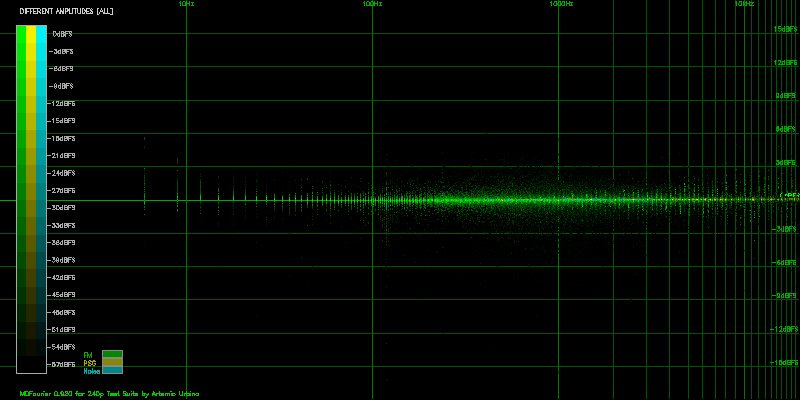 DIFFERENT AMPLITUDES [ALL]
10Hz
100Hz
1000Hz
10kHz
0dBFS
-3dBFS
-6dBFS
-9dBFS
-12dBFS
-15dBFS
-18dBFS
-21dBFS
-24dBFS
-27dBFS
-30dBFS
-33dBFS
-36dBFS
-39dBFS
-42dBFS
-45dBFS
-48dBFS
-51dBFS
-54dBFS
-57dBFS
15dBFS
12dBFS
9dBFS
6dBFS
3dBFS
0dBFS
-3dBFS
-6dBFS
-9dBFS
-12dBFS
-15dBFS
FM
PSG
Noise
MDFourier 0.930 for 240p Test Suite by Artemio Urbina